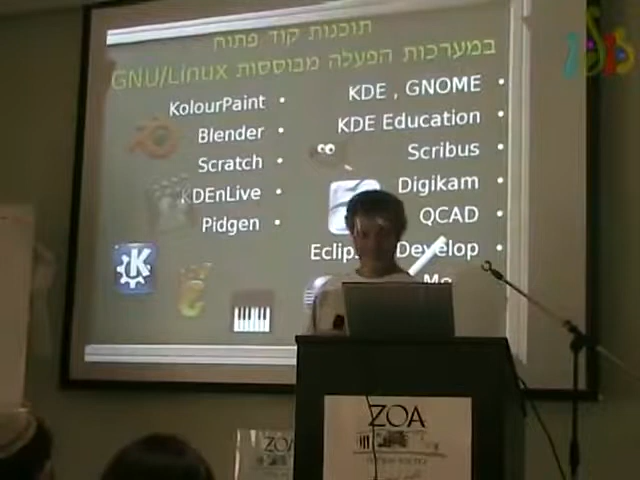 תוכנות קוד פתוח
במערכות הפעלה מבוססות GNU/Linux
KDE , GNOME
KDE Education
Scribus
Digikam
QCAD
Develop
KolourPaint
Blender
Scratch
KDEnLive
Pidgen
K
ZOA
ZOA